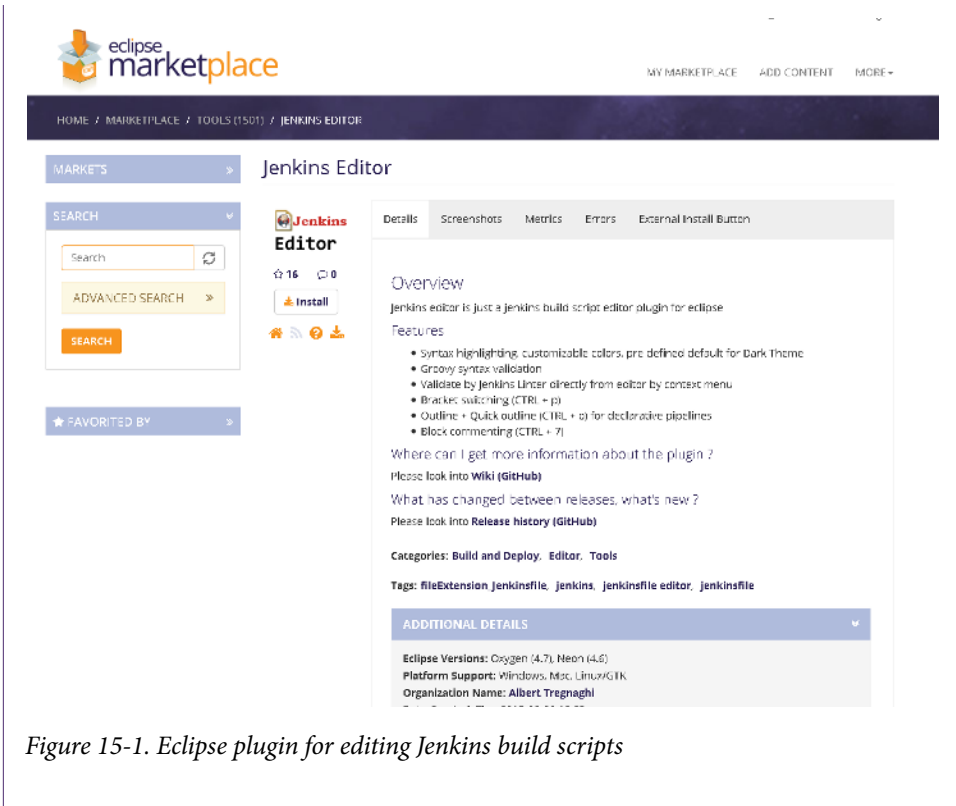 eclipse
marketplace
MY MARKETPLACE ADD CONTENT MORE
HOME / MARKETPLACE / TOOLS (1501) / JENKINS EDITOR
MARKETS »
Jenkins Editor
SEARCH
Jenkins
Editor
Details Screenshots Metrics Errors External Install Button
Search
16 0
ADVANCED SEARCH »
Install
SEARCH
Overview
Jenkins editor is just a jenkins build script editor plugin for eclipse
Features
• Syntax highlighting, customizable colors, pre defined default for Dark Theme
• Groovy syntax validation
• Validate by Jenkins Linter directly from editor by context menu
• Bracket switching (CTRL + p)
• Outline + Quick outline (CTRL + o) for declarative pipelines
• Block commenting (CTRL + 7)
FAVORITED BY »
Where can I get more information about the plugin ?
Please look into Wiki (GitHub)
What has changed between releases, what's new ?
Please look into Release history (GitHub)
Categories: Build and Deploy, Editor, Tools
Tags: fileExtension_Jenkinsfile, jenkins, jenkinsfile editor, jenkinsfile
ADDITIONAL DETAILS
Eclipse Versions: Oxygen (4.7), Neon (4.6)
Platform Support: Windows, Mac, Linux/GTK
Organization Name: Albert Tregnaghi
Figure 15-1. Eclipse plugin for editing Jenkins build scripts